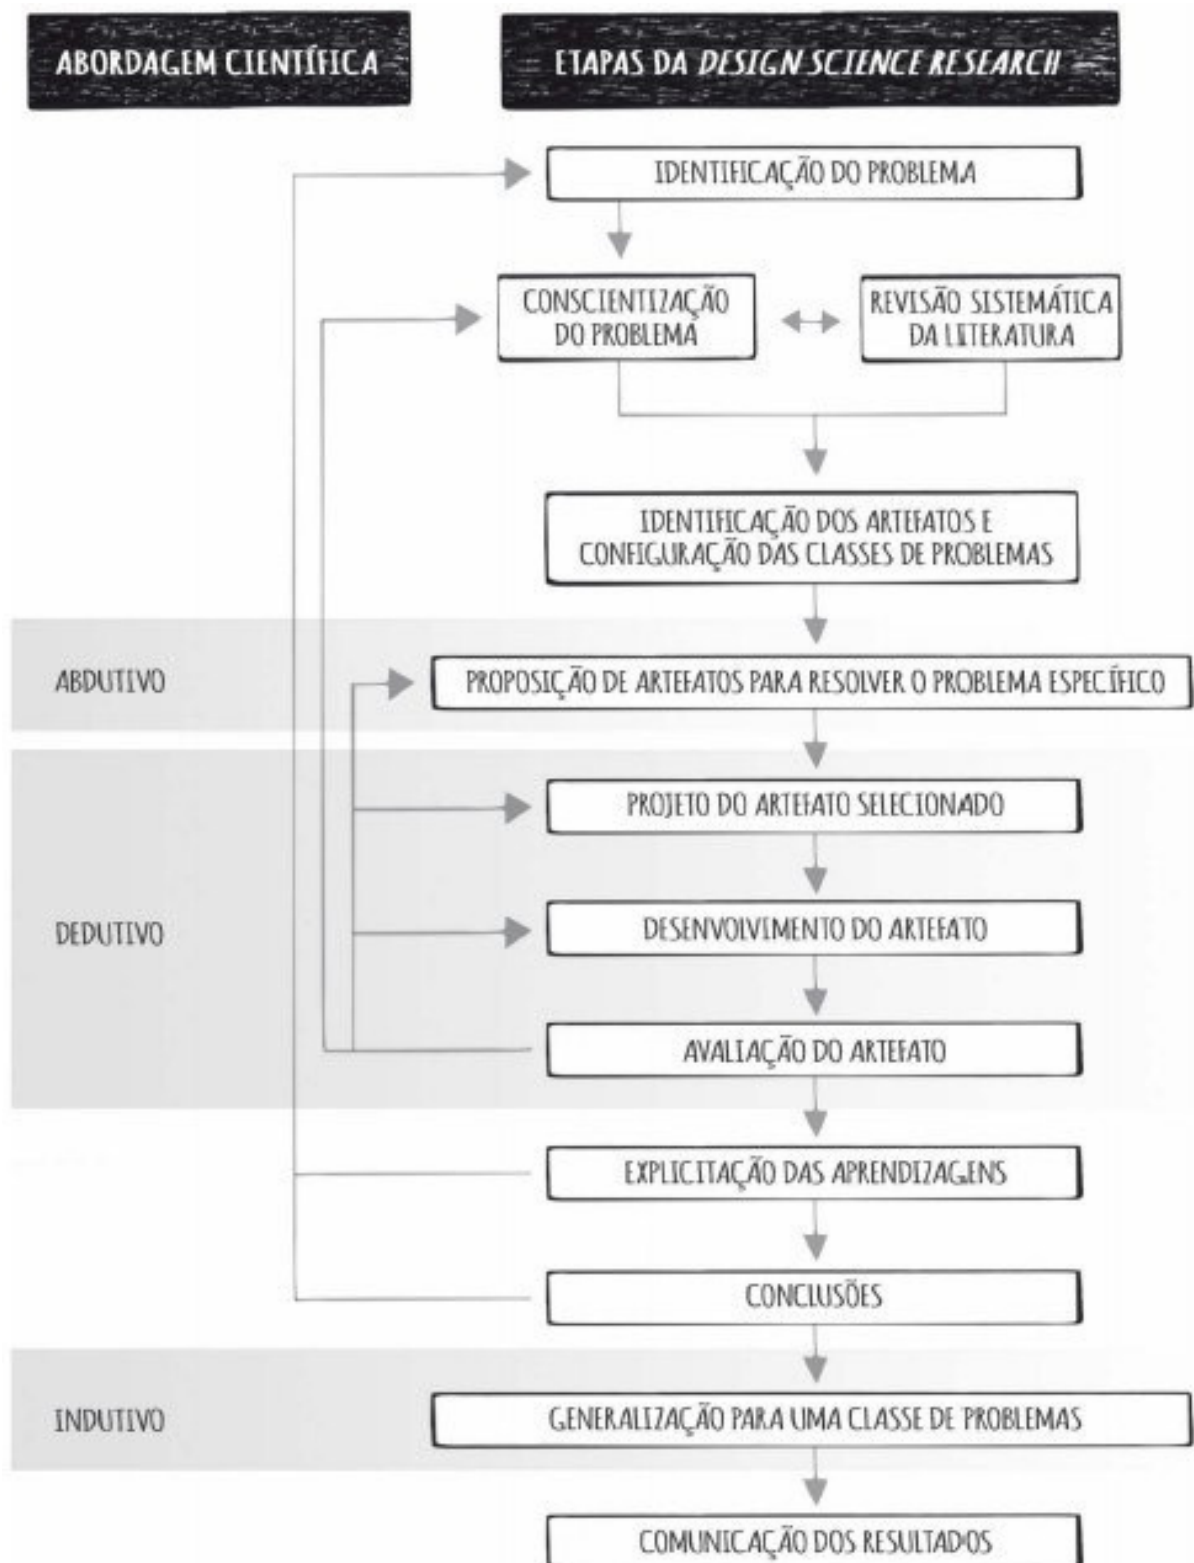 ABORDAGEM CIENTÍFICA
ETAPAS DA DESIGN SCIENCE RESEARCH
IDENTIFICAÇÃO DO PROBLEMA
CONSCIENTIZAÇÃO
DO PROBLEMA
REVISÃO SISTEMÁTICA
DA LITERATURA
IDENTIFICAÇÃO DOS ARTEFATOS E
CONFIGURAÇÃO DAS CLASSES DE PROBLEMAS
ABDUTIVO
PROPOSIÇÃO DE ARTEFATOS PARA RESOLVER O PROBLEMA ESPECÍFICO
PROJETO DO ARTEFATO SELECIONADO
DEDUTIVO
DESENVOLVIMENTO DO ARTEFATO
AVALIAÇÃO DO ARTEFATO
EXPLICITAÇÃO DAS APRENDIZAGENS
CONCLUSÕES
INDUTIVO
GENERALIZAÇÃO PARA UMA CLASSE DE PROBLEMAS
COMUNICAÇÃO DOS RESULTADOS